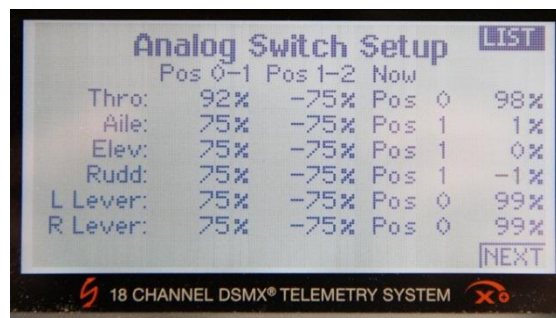 Analog Switch Setup LIST
Pos 0-1 Pos 1-2 Now
Thro: 92% -75% Pos 0 98%
Aile: 75% -75% Pos 1 1%
Elev: 75% -75% Pos 1 0%
Rudd: 75% -75% Pos 1 -1%
L Lever: 75% -75% Pos 0 99%
R Lever: 75% -75% Pos 0 99%
NEXT
18 CHANNEL DSMX® TELEMETRY SYSTEM